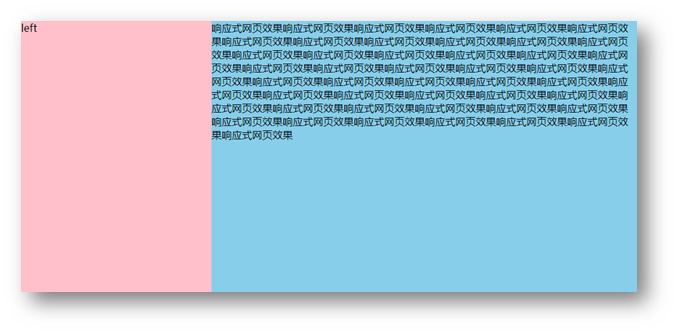 left
响应式网页效果响应式网页效果响应式网页效果响应式网页效果响应式网页效果响应式网页效
果响应式网页效果响应式网页效果响应式网页效果响应式网页效果响应式网页效果响应式网页
效果响应式网页效果响应式网页效果响应式网页效果响应式网页效果响应式网页效果响应式网
页效果响应式网页效果响应式网页效果响应式网页效果响应式网页效果响应式网页效果响应式
网页效果响应式网页效果响应式网页效果响应式网页效果响应式网页效果响应式网页效果响应
式网页效果响应式网页效果响应式网页效果响应式网页效果响应式网页效果响应式网页效果响
应式网页效果响应式网页效果响应式网页效果响应式网页效果响应式网页效果响应式网页效果
响应式网页效果响应式网页效果响应式网页效果响应式网页效果响应式网页效果响应式网页效
果响应式网页效果